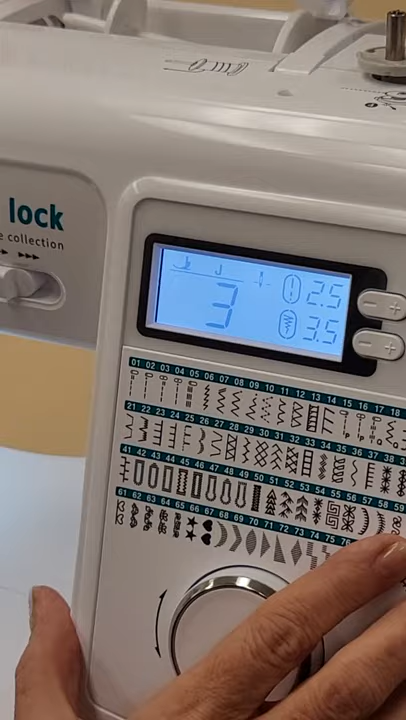 lock
collection
J
3
2.5
3.5
01 02 03 04 05 06 07 08 09 10 11 12 13 14 15 16 17 18
21 22 23 24 25 26 27 28 29 30 31 32 33 34 35 36 37 38
41 42 43 44 45 46 47 48 49 50 51 52 53 54 55 56 57 58 59
61 62 63 64 65 66 67 68 69 70 71 72 73 74 75 76